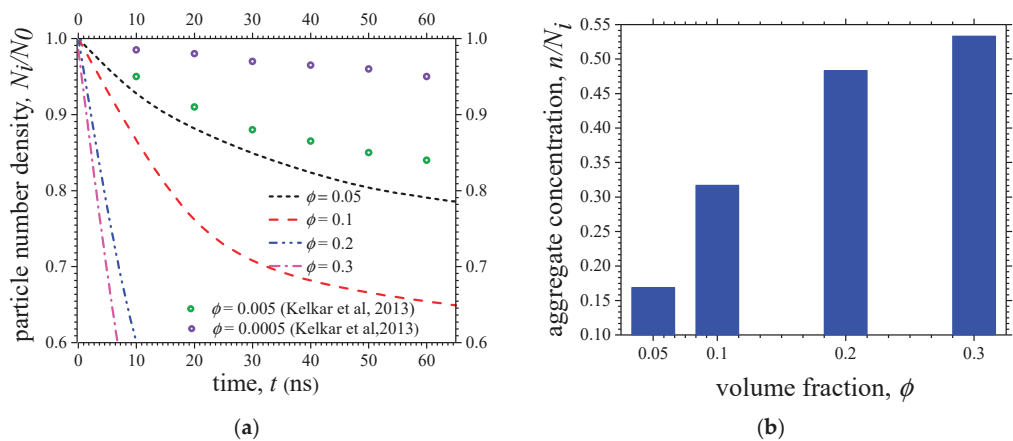 0 10 20 30 40 50 60
1.0 1.0
0.9 0.9
0.8 0.8
0.7 0.7
0.6 0.6
particle number density, Ni/N0
ϕ = 0.05
ϕ = 0.1
ϕ = 0.2
ϕ = 0.3
ϕ = 0.005 (Kelkar et al, 2013)
ϕ = 0.0005 (Kelkar et al,2013)
0 10 20 30 40 50 60
time, t (ns)
(a)
0.55
0.50
0.45
0.40
0.35
0.30
0.25
0.20
0.15
0.10
aggregate concentration, n/Ni
0.05 0.1 0.2 0.3
volume fraction, ϕ
(b)